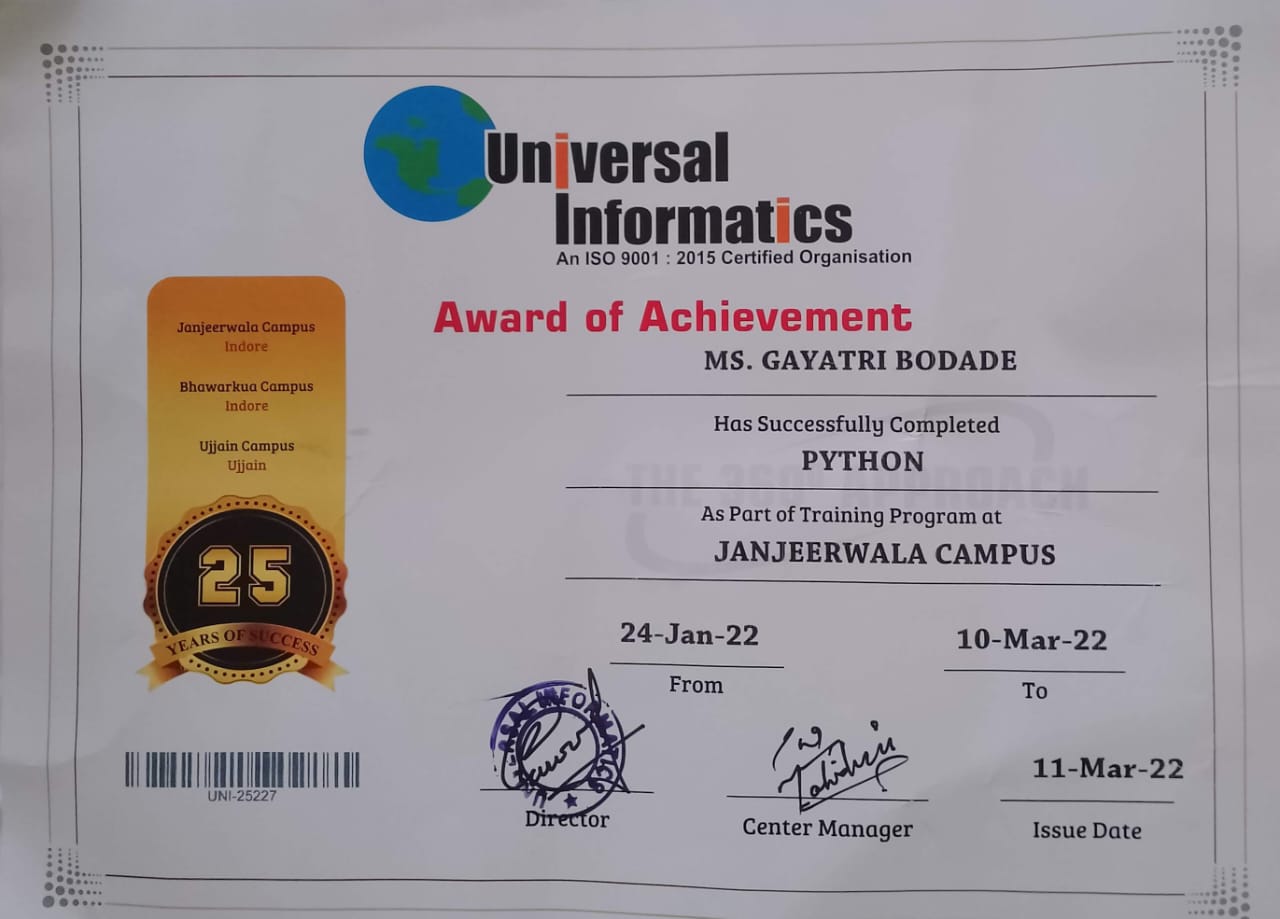 Universal
Informatics
An ISO 9001 : 2015 Certified Organisation
Award of Achievement
MS. GAYATRI BODADE
Has Successfully Completed
PYTHON
THE 360° APPROACH
As Part of Training Program at
JANJEERWALA CAMPUS
Janjeerwala Campus
Indore
Bhawarkua Campus
Indore
Ujjain Campus
Ujjain
25
YEARS OF SUCCESS
24-Jan-22
From
10-Mar-22
To
UNI-25227
Director
Center Manager
11-Mar-22
Issue Date